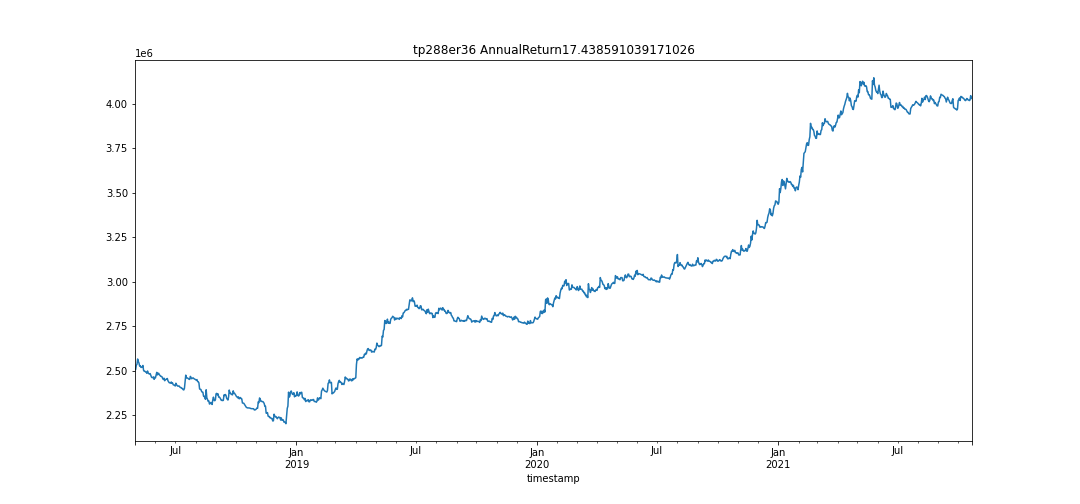 tp288er36 AnnualReturn17.438591039171026
1e6
4.00
3.75
3.50
3.25
3.00
2.75
2.50
2.25
Jul
Jan
2019
Jul
Jan
2020
Jul
Jan
2021
Jul
timestamp